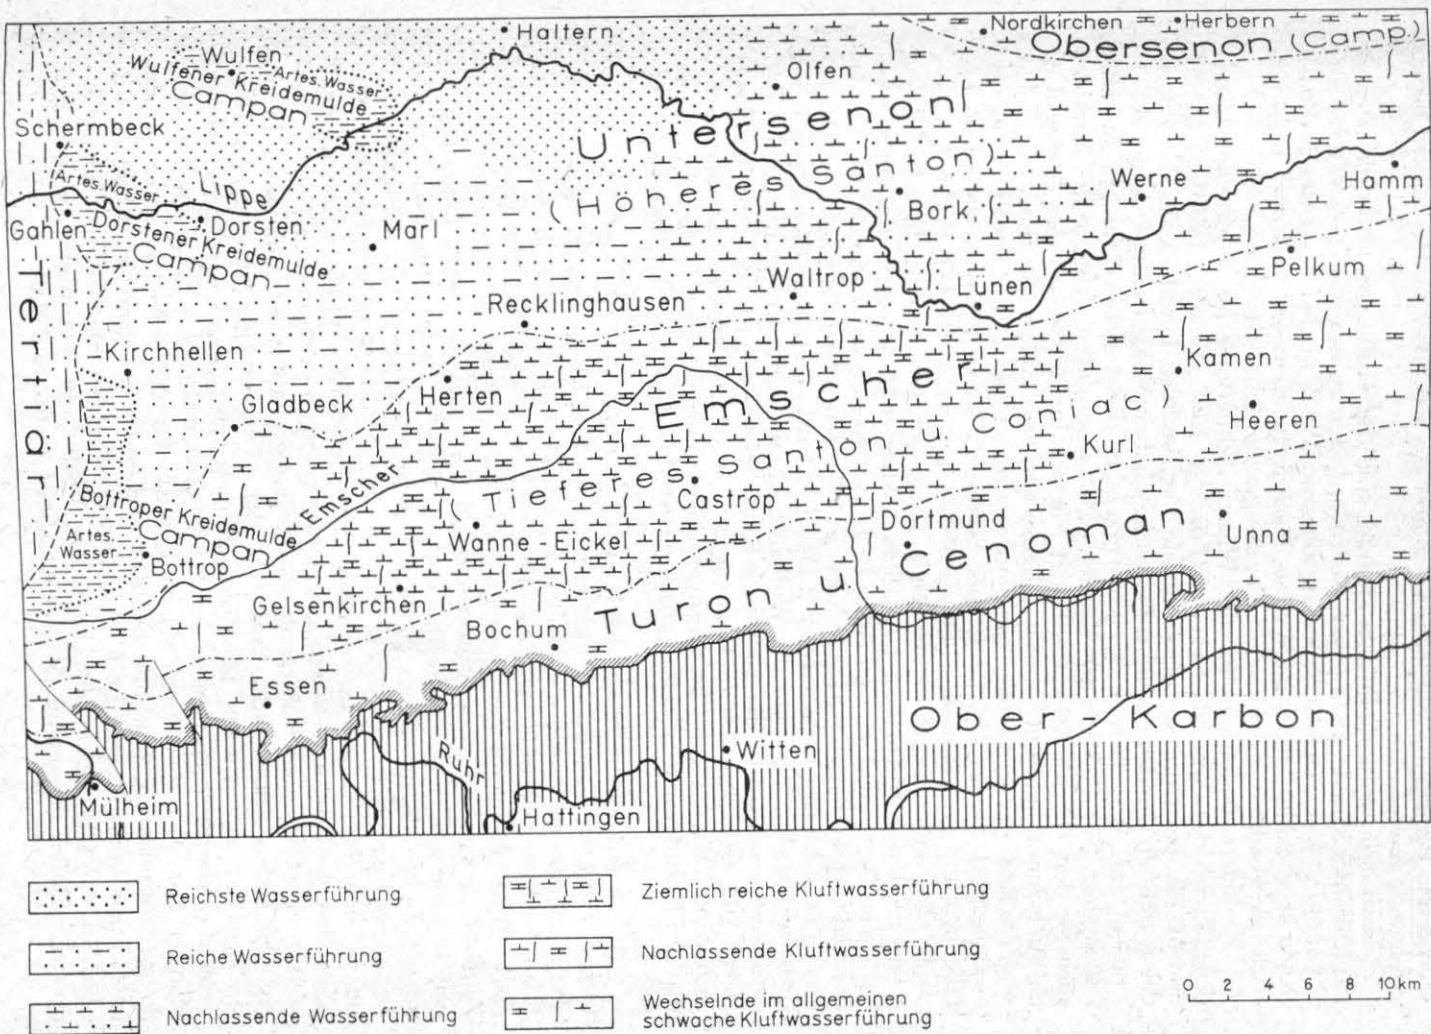 Nordkirchen
Herbern
Obersenon (Camp.)
Haltern
Wulfen
Artes. Wasser
Wulfener Kreidemulde
Campan
Olfen
Untersenon
(Höheres Santon)
Schermbeck
Artes. Wasser
Lippe
Gahlen
Dorsten
Dorstener Kreidemulde
Campan
Marl
Bork
Werne
Hamm
Pelkum
Waltrop
Lünen
Recklinghausen
Tertiär
Kirchhellen
Herten
Gladbeck
Emscher
(Tieferes Santon u. Coniac)
Kamen
Heeren
Kurl
Emscher
Castrop
Bottroper Kreidemulde
Campan
Artes.
Wasser
Bottrop
Wanne-Eickel
Dortmund
Unna
Turon u. Cenoman
Gelsenkirchen
Bochum
Essen
Ober-Karbon
Ruhr
Witten
Mülheim
Hattingen
Reichste Wasserführung
Reiche Wasserführung
Nachlassende Wasserführung
Ziemlich reiche Kluftwasserführung
Nachlassende Kluftwasserführung
Wechselnde im allgemeinen
schwache Kluftwasserführung
0 2 4 6 8 10 km